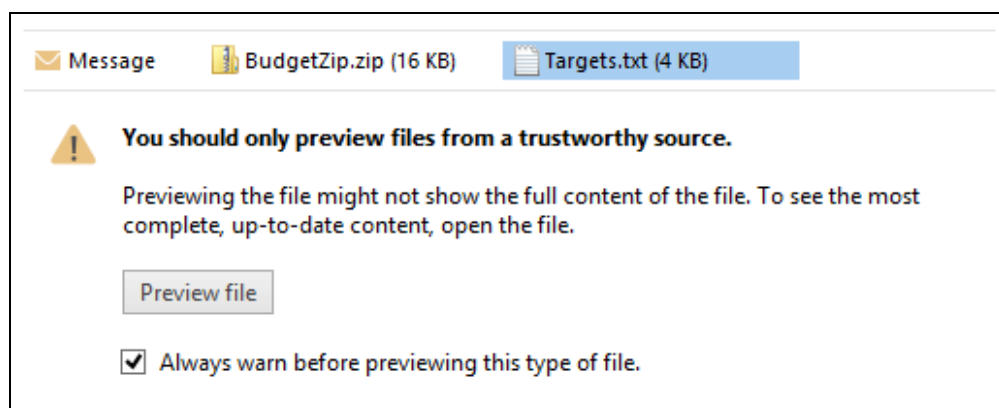 Message BudgetZip.zip (16 KB) Targets.txt (4 KB)
You should only preview files from a trustworthy source.
Previewing the file might not show the full content of the file. To see the most
complete, up-to-date content, open the file.
Preview file
Always warn before previewing this type of file.